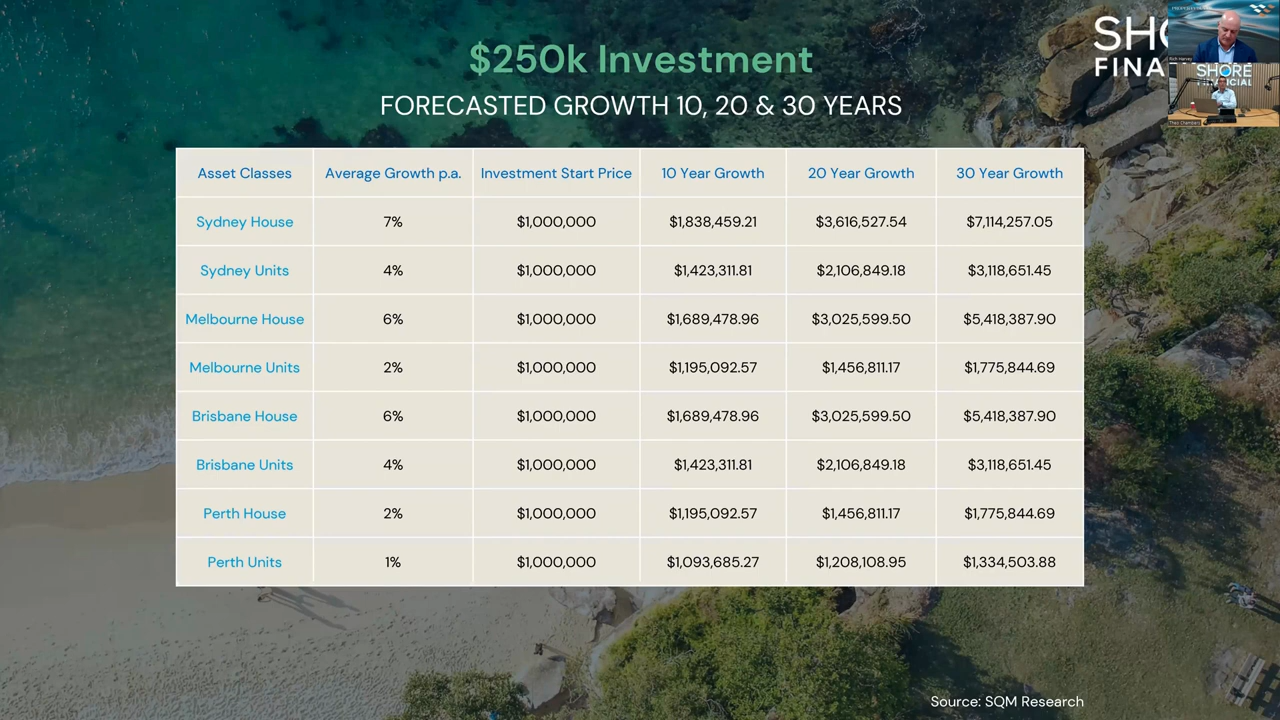 $250k Investment
FORECASTED GROWTH 10, 20 & 30 YEARS
SHO
FINA
SHORE
Asset Classes Average Growth p.a. Investment Start Price 10 Year Growth 20 Year Growth 30 Year Growth
Sydney House 7% $1,000,000 $1,838,459.21 $3,616,527.54 $7,114,257.05
Sydney Units 4% $1,000,000 $1,423,311.81 $2,106,849.18 $3,118,651.45
Melbourne House 6% $1,000,000 $1,689,478.96 $3,025,599.50 $5,418,387.90
Melbourne Units 2% $1,000,000 $1,195,092.57 $1,456,811.17 $1,775,844.69
Brisbane House 6% $1,000,000 $1,689,478.96 $3,025,599.50 $5,418,387.90
Brisbane Units 4% $1,000,000 $1,423,311.81 $2,106,849.18 $3,118,651.45
Perth House 2% $1,000,000 $1,195,092.57 $1,456,811.17 $1,775,844.69
Perth Units 1% $1,000,000 $1,093,685.27 $1,208,108.95 $1,334,503.88
Source: SQM Research